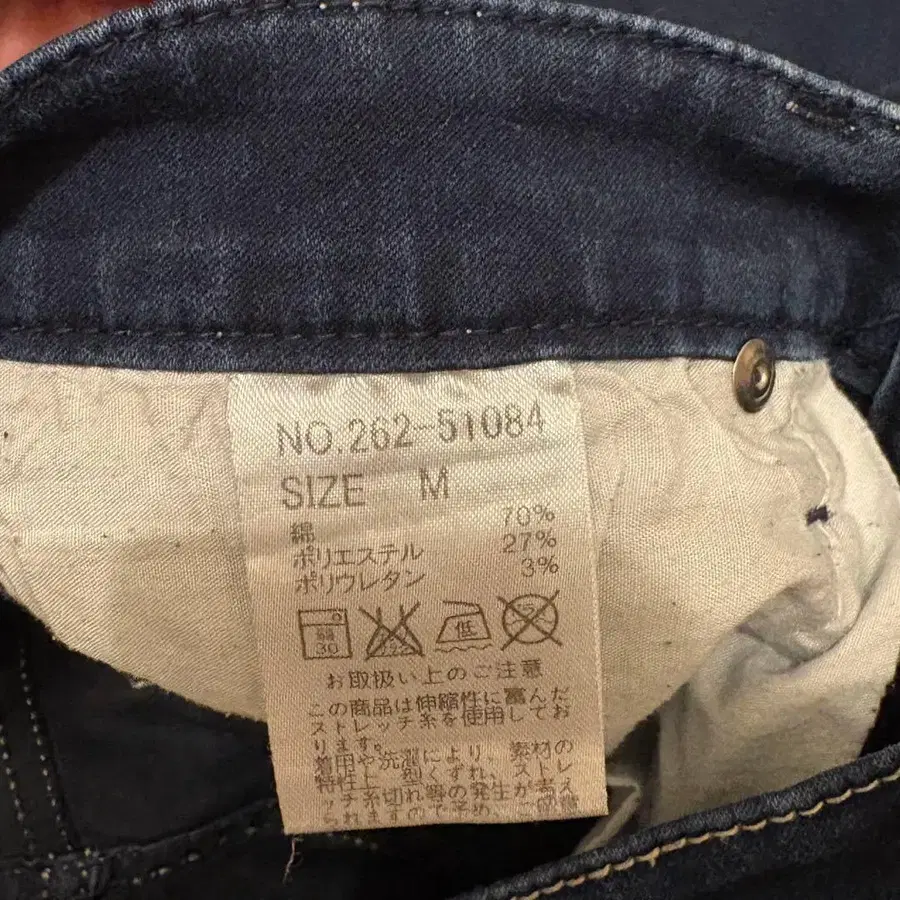 NO.262-51084
SIZE M
綿 70%
ポリエステル 27%
ポリウレタン 3%
弱 30 低
お取扱い上のご注意
この商品は伸縮性に富んだ
ストレッチ糸を使用してお
ります。
着用や洗濯により、素材の
特性上、型くずれ、ストレ
ッチ糸切れ等の発生が考え
られますので予め、ご